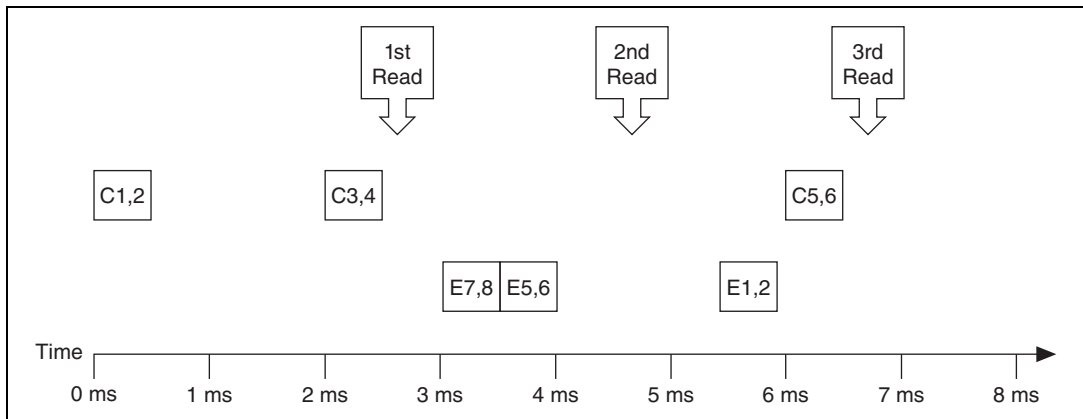 1st
Read
2nd
Read
3rd
Read
C1,2
C3,4
C5,6
E7,8
E5,6
E1,2
Time
0 ms
1 ms
2 ms
3 ms
4 ms
5 ms
6 ms
7 ms
8 ms